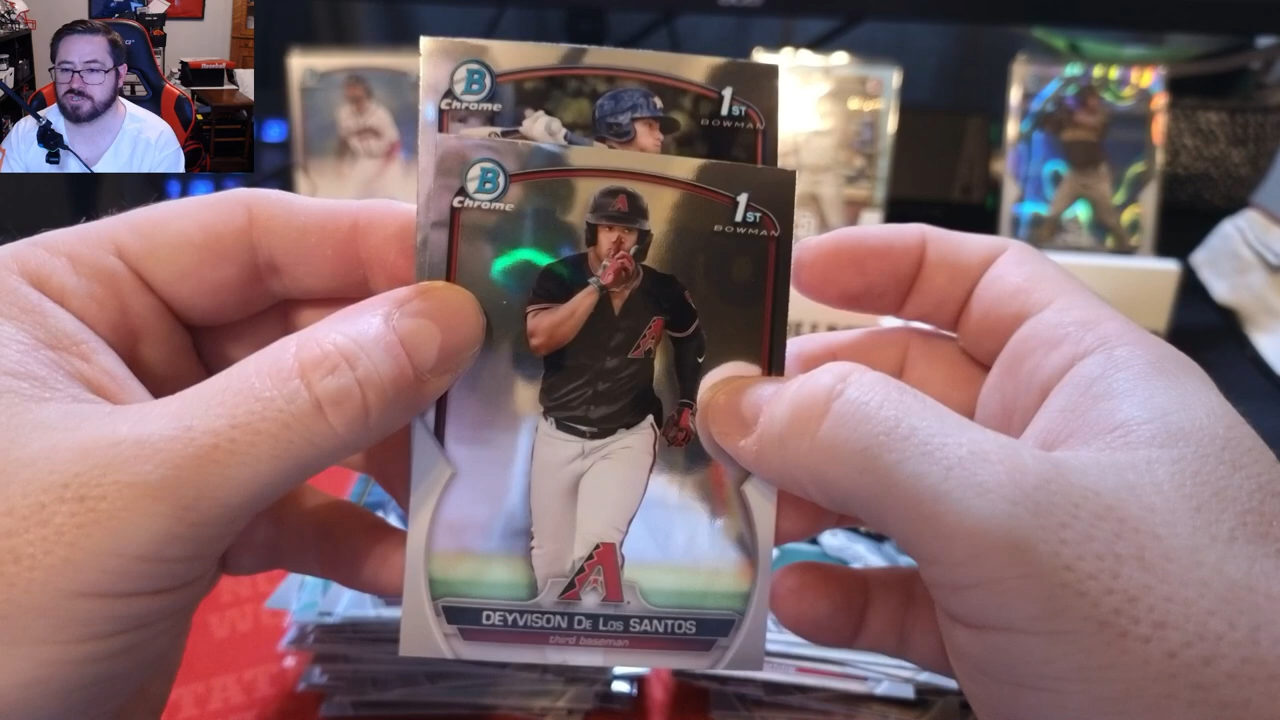 B
Chrome
1ST
BOWMAN
B
Chrome
1ST
BOWMAN
A
A
A
DEYVISON DE LOS SANTOS
third baseman